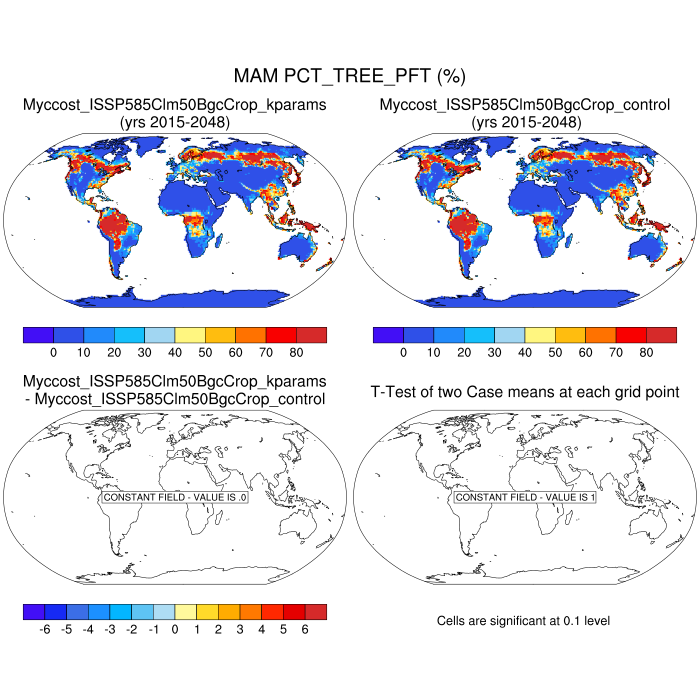 MAM PCT_TREE_PFT (%)
Myccost_ISSP585Clm50BgcCrop_kparams
(yrs 2015-2048)
Myccost_ISSP585Clm50BgcCrop_control
(yrs 2015-2048)
0 10 20 30 40 50 60 70 80
0 10 20 30 40 50 60 70 80
Myccost_ISSP585Clm50BgcCrop_kparams
- Myccost_ISSP585Clm50BgcCrop_control
T-Test of two Case means at each grid point
CONSTANT FIELD - VALUE IS .0
CONSTANT FIELD - VALUE IS 1
-6 -5 -4 -3 -2 -1 0 1 2 3 4 5 6
Cells are significant at 0.1 level